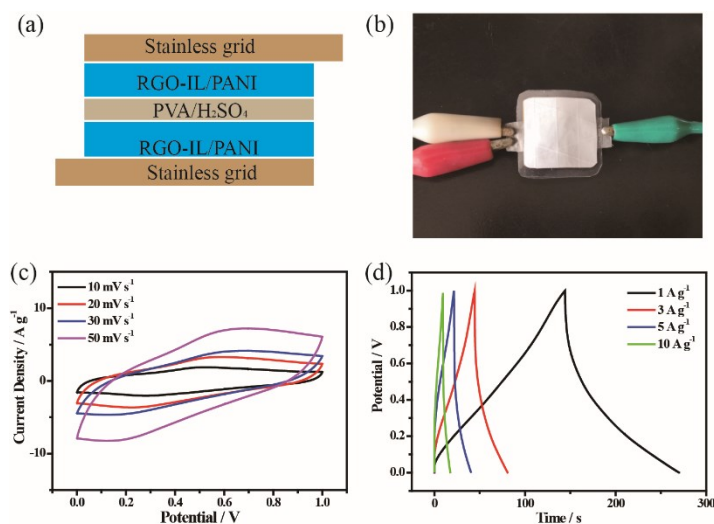 (a)
Stainless grid
RGO-IL/PANI
PVA/H₂SO₄
RGO-IL/PANI
Stainless grid
(b)
(c)
10 mV s⁻¹
20 mV s⁻¹
30 mV s⁻¹
50 mV s⁻¹
10
0
-10
Current Density / A g⁻¹
0.0 0.2 0.4 0.6 0.8 1.0
Potential / V
(d)
1 A g⁻¹
3 A g⁻¹
5 A g⁻¹
10 A g⁻¹
1.0
0.8
0.6
0.4
0.2
0.0
Potential / V
0 100 200 300
Time / s